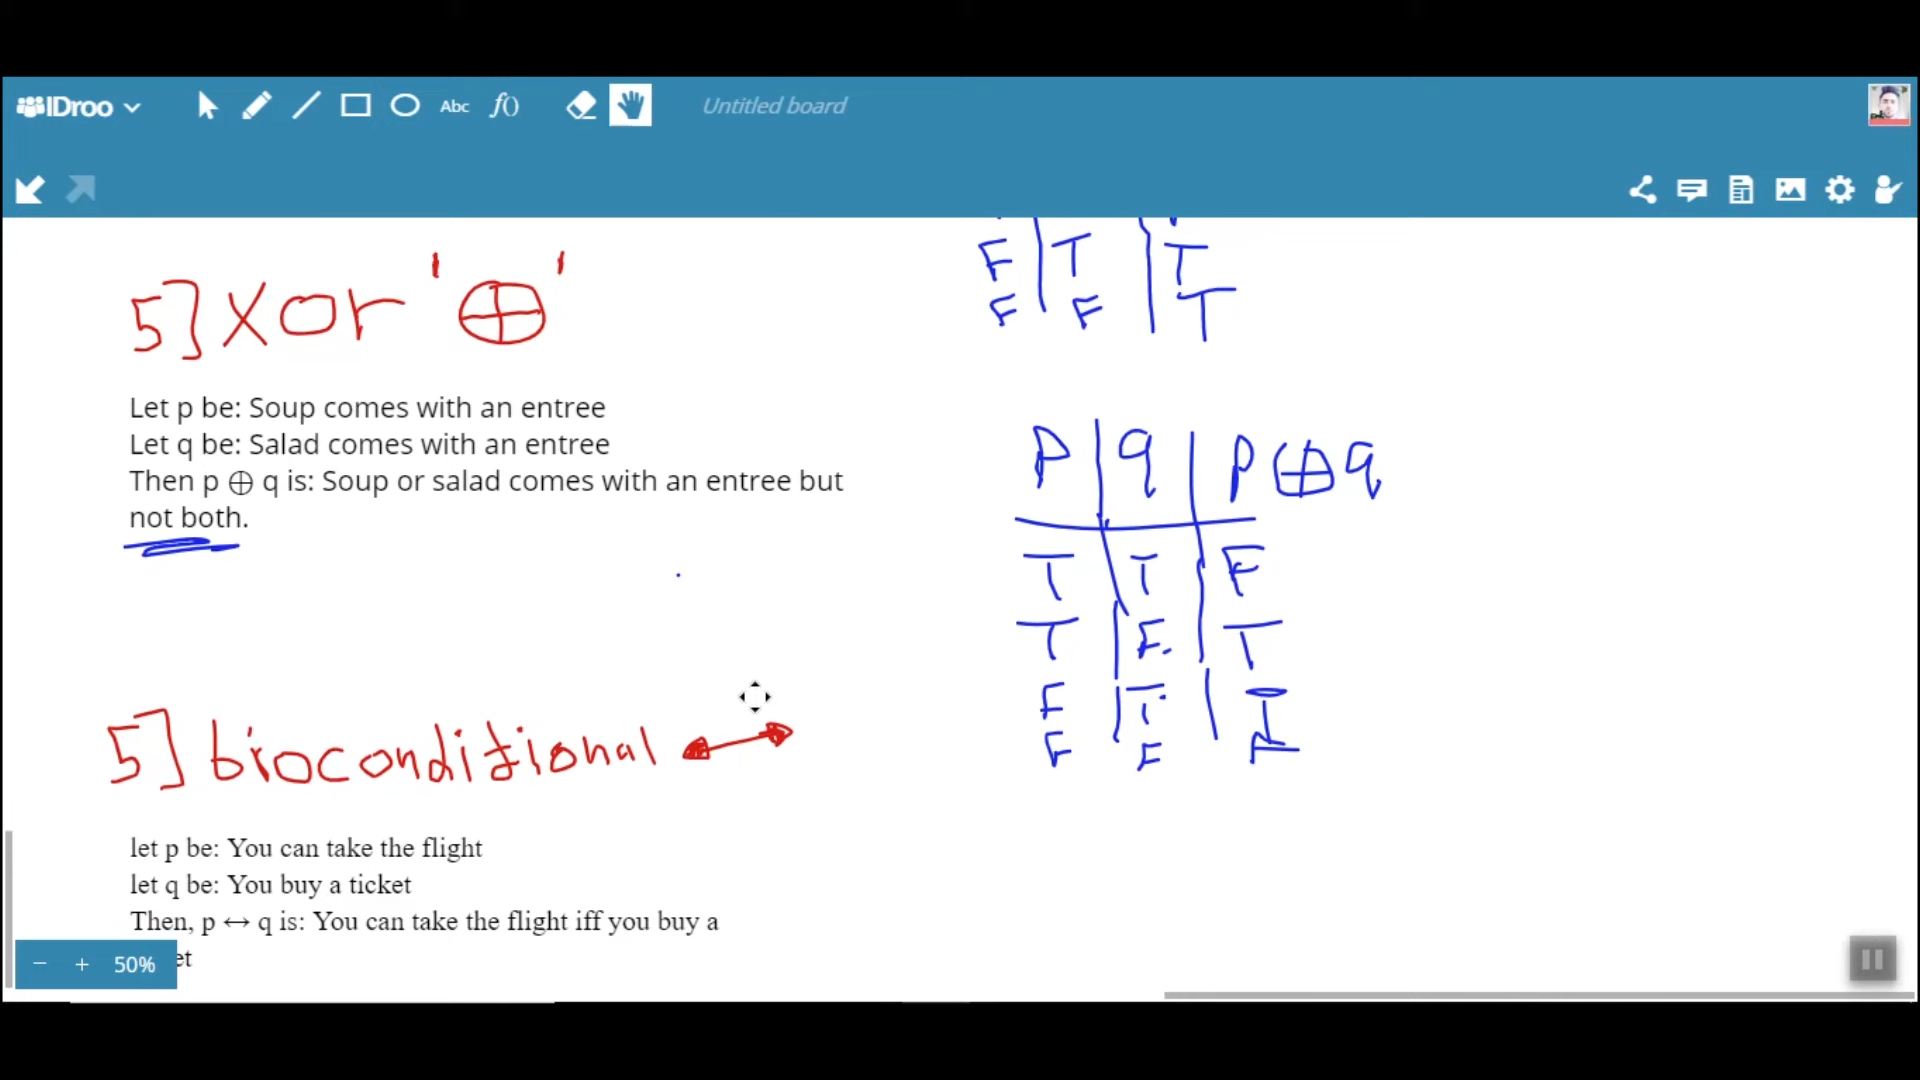 IDroo
Abc f() Untitled board
5] xor '⊕'
Let p be: Soup comes with an entree
Let q be: Salad comes with an entree
Then p ⊕ q is: Soup or salad comes with an entree but
not both.
5] bioconditional ↔
let p be: You can take the flight
let q be: You buy a ticket
Then, p ↔ q is: You can take the flight iff you buy a
et
− + 50%
F | T | T
F F | T
P | q | p ⊕ q
T T F
T F T
F T T
F F F